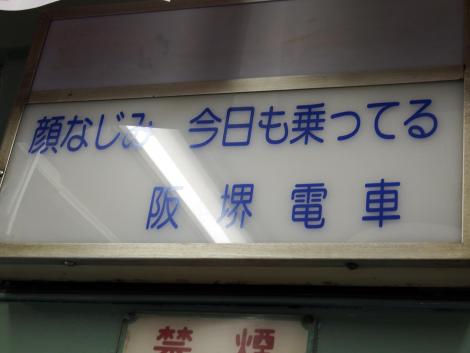 顔なじみ 今日も乗ってる
阪堺電車
禁煙